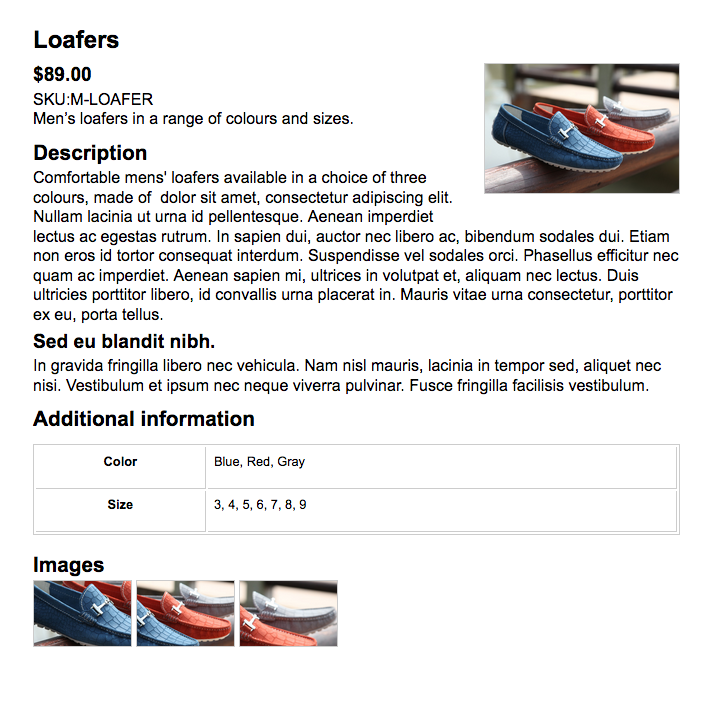 Loafers
$89.00
SKU:M-LOAFER
Men’s loafers in a range of colours and sizes.
Description
Comfortable mens' loafers available in a choice of three
colours, made of  dolor sit amet, consectetur adipiscing elit.
Nullam lacinia ut urna id pellentesque. Aenean imperdiet
lectus ac egestas rutrum. In sapien dui, auctor nec libero ac, bibendum sodales dui. Etiam
non eros id tortor consequat interdum. Suspendisse vel sodales orci. Phasellus efficitur nec
quam ac imperdiet. Aenean sapien mi, ultrices in volutpat et, aliquam nec lectus. Duis
ultricies porttitor libero, id convallis urna placerat in. Mauris vitae urna consectetur, porttitor
ex eu, porta tellus.
Sed eu blandit nibh.
In gravida fringilla libero nec vehicula. Nam nisl mauris, lacinia in tempor sed, aliquet nec
nisi. Vestibulum et ipsum nec neque viverra pulvinar. Fusce fringilla facilisis vestibulum.
Additional information
Color Blue, Red, Gray
Size 3, 4, 5, 6, 7, 8, 9
Images